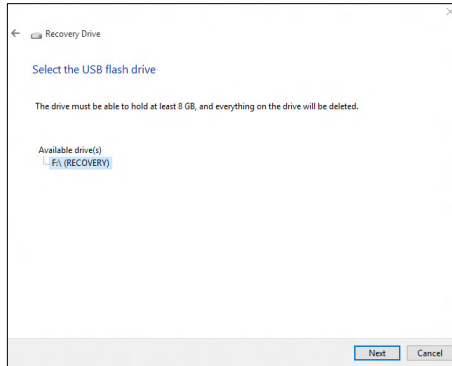 Recovery Drive
Select the USB flash drive
The drive must be able to hold at least 8 GB, and everything on the drive will be deleted.
Available drive(s)
F:\ (RECOVERY)
Next Cancel